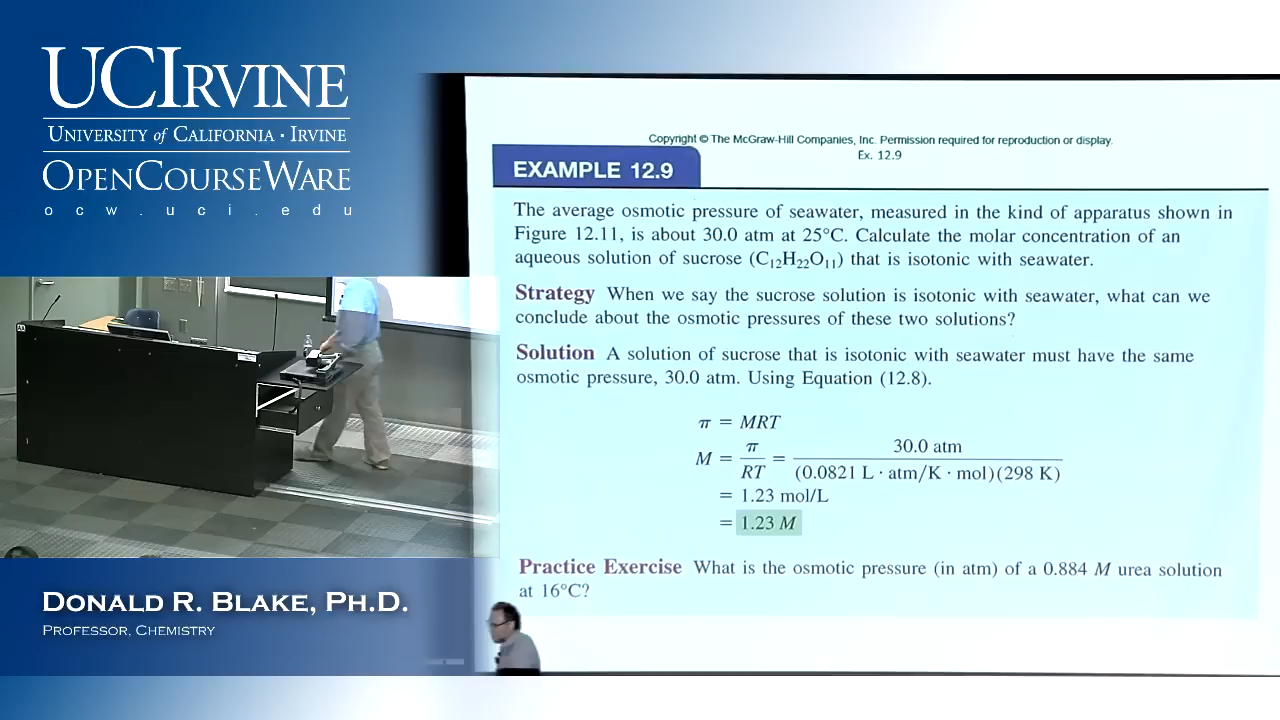 UCIRVINE
UNIVERSITY of CALIFORNIA · IRVINE
OPENCOURSEWARE
ocw.uci.edu
Copyright © The McGraw-Hill Companies, Inc. Permission required for reproduction or display.
Ex. 12.9
EXAMPLE 12.9
The average osmotic pressure of seawater, measured in the kind of apparatus shown in
Figure 12.11, is about 30.0 atm at 25°C. Calculate the molar concentration of an
aqueous solution of sucrose (C₁₂H₂₂O₁₁) that is isotonic with seawater.
Strategy When we say the sucrose solution is isotonic with seawater, what can we
conclude about the osmotic pressures of these two solutions?
Solution A solution of sucrose that is isotonic with seawater must have the same
osmotic pressure, 30.0 atm. Using Equation (12.8).
π = MRT
M = π/RT = 30.0 atm/(0.0821 L · atm/K · mol)(298 K)
= 1.23 mol/L
= 1.23 M
Practice Exercise What is the osmotic pressure (in atm) of a 0.884 M urea solution
at 16°C?
DONALD R. BLAKE, PH.D.
PROFESSOR, CHEMISTRY